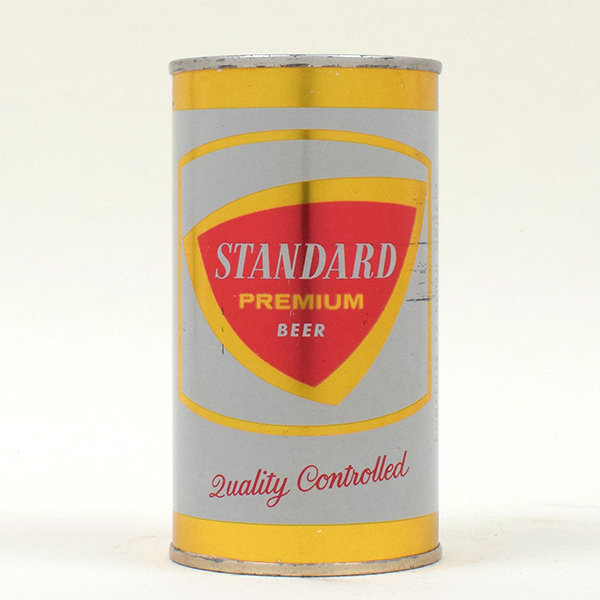 STANDARD
PREMIUM
BEER
Quality Controlled